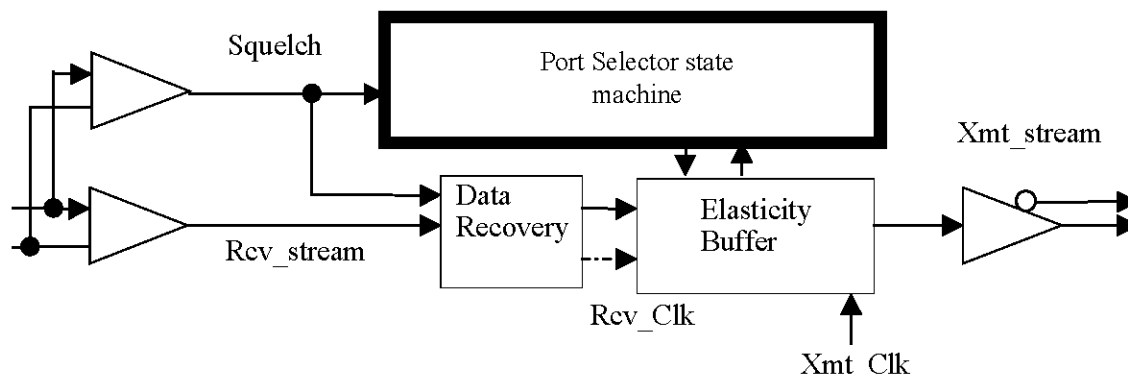 Squelch
Port Selector state
machine
Xmt_stream
Data
Recovery
Elasticity
Buffer
Rcv_stream
Rcv_Clk
Xmt_Clk